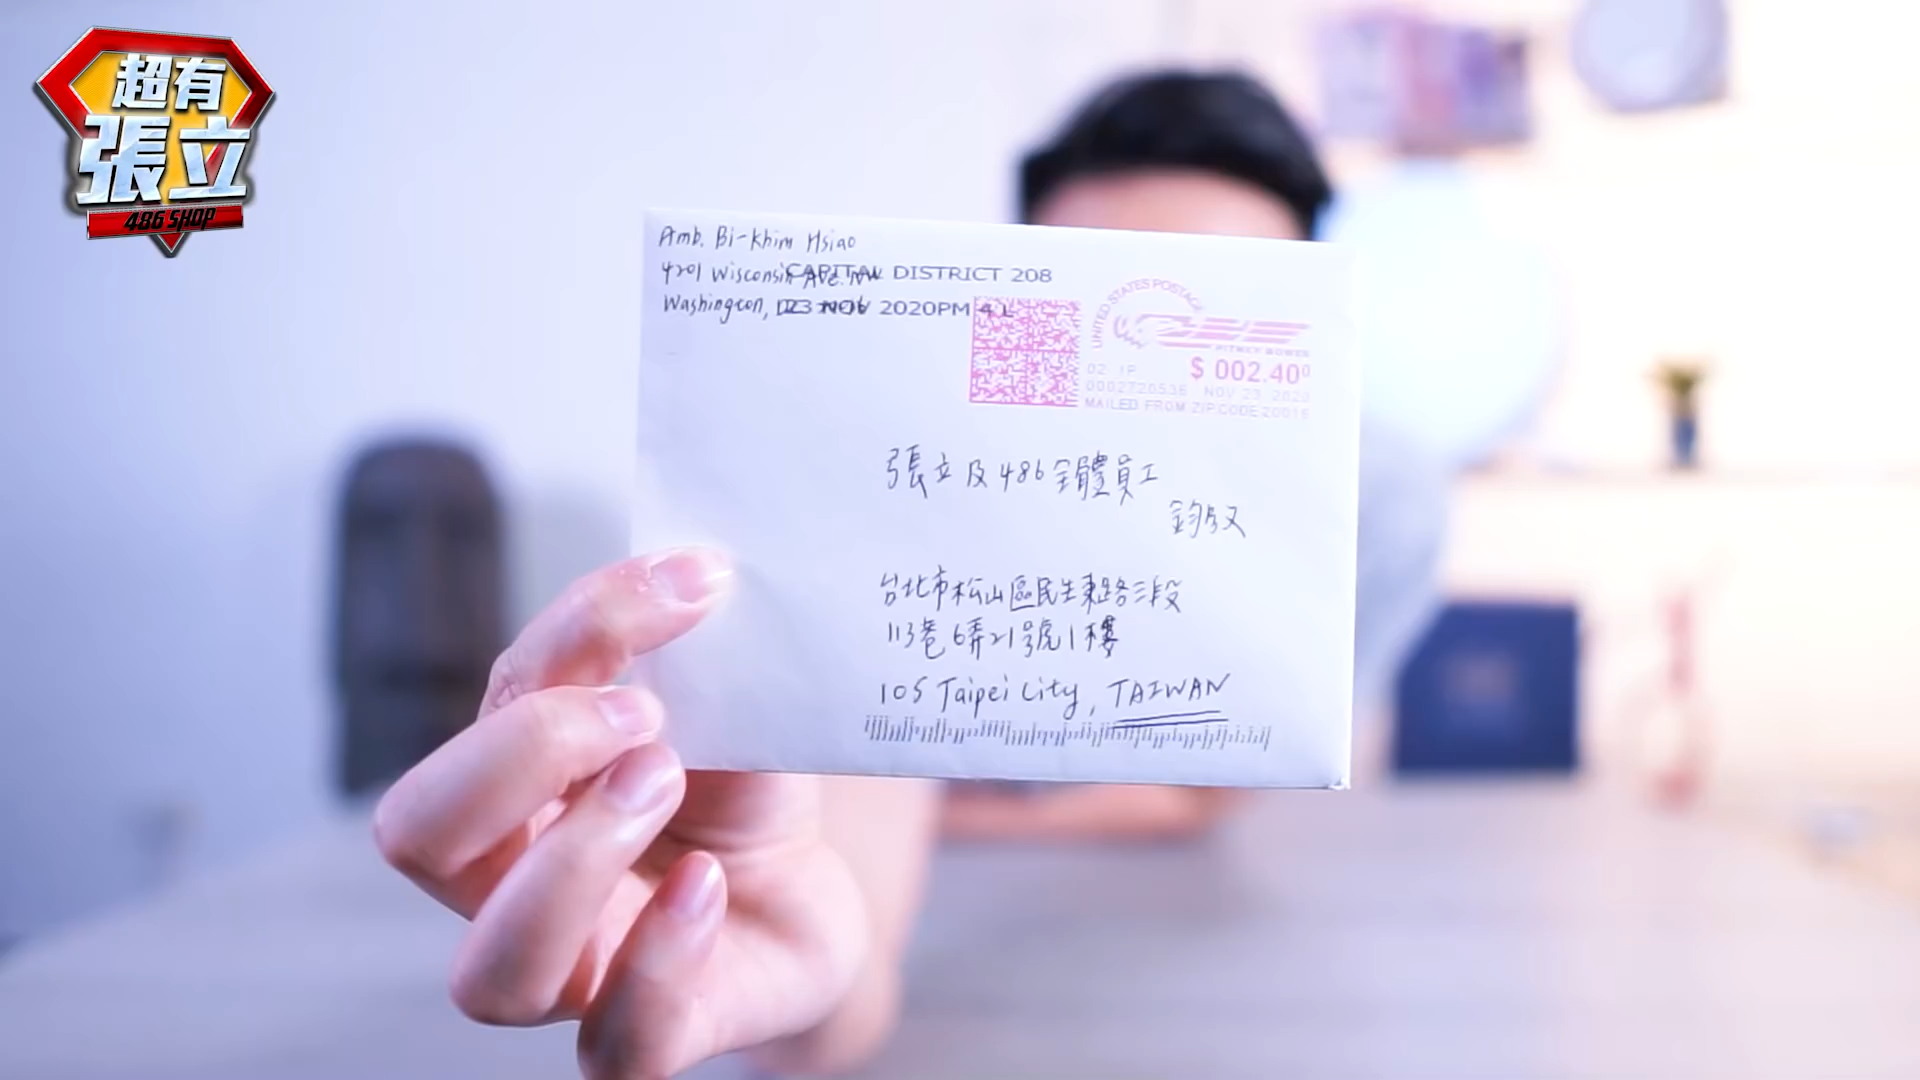 超有
張立
486 SHOP
Amb. Bi-Khim Hsiao
4201 Wisconsin Ave. NW
CAPITAL DISTRICT 208
Washington,
23 NOV 2020PM 4 L
UNITED STATES POSTAGE
PITNEY BOWES
02 1P
$ 002.40⁰
0002720536 NOV 23 2020
MAILED FROM ZIP CODE 20016
張立及486全體員工
鈞啟
台北市松山區民生東路三段
113巷6弄21號1樓
105 Taipei City, TAIWAN